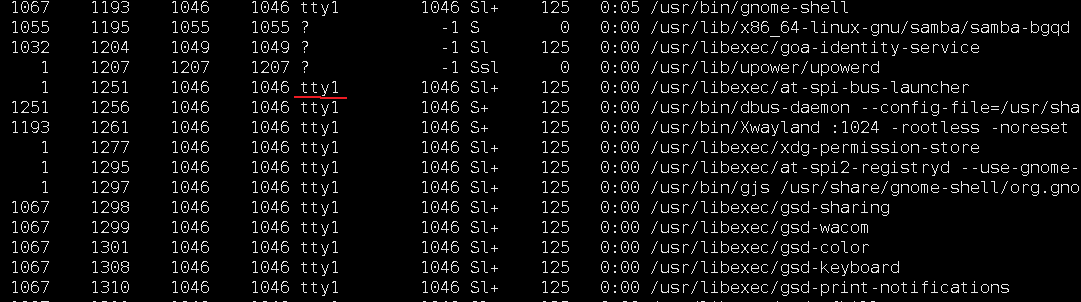 1067 1193 1046 1046 tty1 1046 Sl+ 125 0:05 /usr/bin/gnome-shell
1055 1195 1055 1055 ? -1 S 0 0:00 /usr/lib/x86_64-linux-gnu/samba/samba-bgqd
1032 1204 1049 1049 ? -1 Sl 125 0:00 /usr/libexec/goa-identity-service
1 1207 1207 1207 ? -1 Ssl 0 0:00 /usr/lib/upower/upowerd
1 1251 1046 1046 tty1 1046 Sl+ 125 0:00 /usr/libexec/at-spi-bus-launcher
1251 1256 1046 1046 tty1 1046 S+ 125 0:00 /usr/bin/dbus-daemon --config-file=/usr/sha
1193 1261 1046 1046 tty1 1046 S+ 125 0:00 /usr/bin/Xwayland :1024 -rootless -noreset
1 1277 1046 1046 tty1 1046 Sl+ 125 0:00 /usr/libexec/xdg-permission-store
1 1295 1046 1046 tty1 1046 Sl+ 125 0:00 /usr/libexec/at-spi2-registryd --use-gnome-
1 1297 1046 1046 tty1 1046 Sl+ 125 0:00 /usr/bin/gjs /usr/share/gnome-shell/org.gno
1067 1298 1046 1046 tty1 1046 Sl+ 125 0:00 /usr/libexec/gsd-sharing
1067 1299 1046 1046 tty1 1046 Sl+ 125 0:00 /usr/libexec/gsd-wacom
1067 1301 1046 1046 tty1 1046 Sl+ 125 0:00 /usr/libexec/gsd-color
1067 1308 1046 1046 tty1 1046 Sl+ 125 0:00 /usr/libexec/gsd-keyboard
1067 1310 1046 1046 tty1 1046 Sl+ 125 0:00 /usr/libexec/gsd-print-notifications